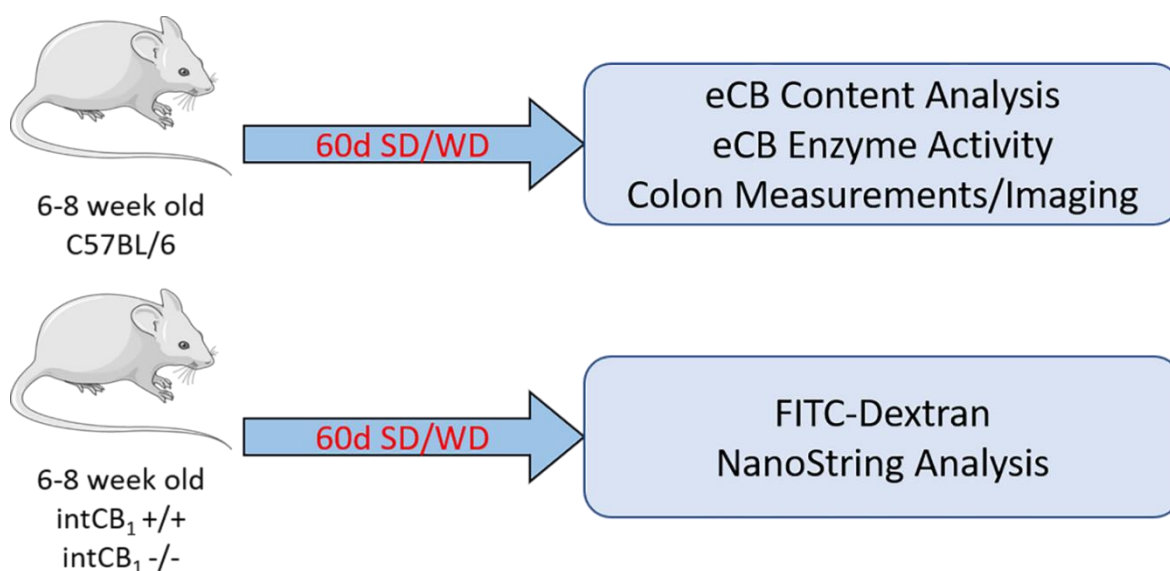 6-8 week old
C57BL/6
60d SD/WD
eCB Content Analysis
eCB Enzyme Activity
Colon Measurements/Imaging
6-8 week old
intCB₁ +/+
intCB₁ -/-
60d SD/WD
FITC-Dextran
NanoString Analysis